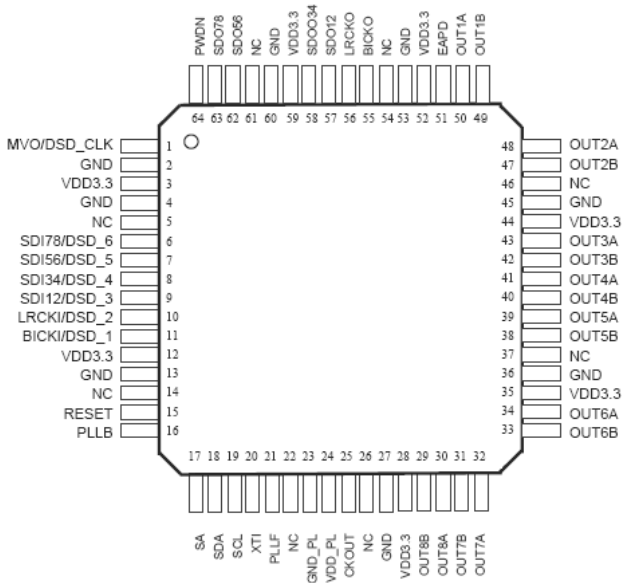 PWDN SDO78 SDO56 NC GND VDD3.3 SDOO34 SDO12 LRCKO BICKO NC GND VDD3.3 EAPD OUT1A OUT1B
64 63 62 61 60 59 58 57 56 55 54 53 52 51 50 49
MVO/DSD_CLK 1 48 OUT2A
GND 2 47 OUT2B
VDD3.3 3 46 NC
GND 4 45 GND
NC 5 44 VDD3.3
SDI78/DSD_6 6 43 OUT3A
SDI56/DSD_5 7 42 OUT3B
SDI34/DSD_4 8 41 OUT4A
SDI12/DSD_3 9 40 OUT4B
LRCKI/DSD_2 10 39 OUT5A
BICKI/DSD_1 11 38 OUT5B
VDD3.3 12 37 NC
GND 13 36 GND
NC 14 35 VDD3.3
RESET 15 34 OUT6A
PLLB 16 33 OUT6B
17 18 19 20 21 22 23 24 25 26 27 28 29 30 31 32
SA SDA SCL XTI PLLF NC GND_PL VDD_PL CKOUT NC GND VDD3.3 OUT8B OUT8A OUT7B OUT7A